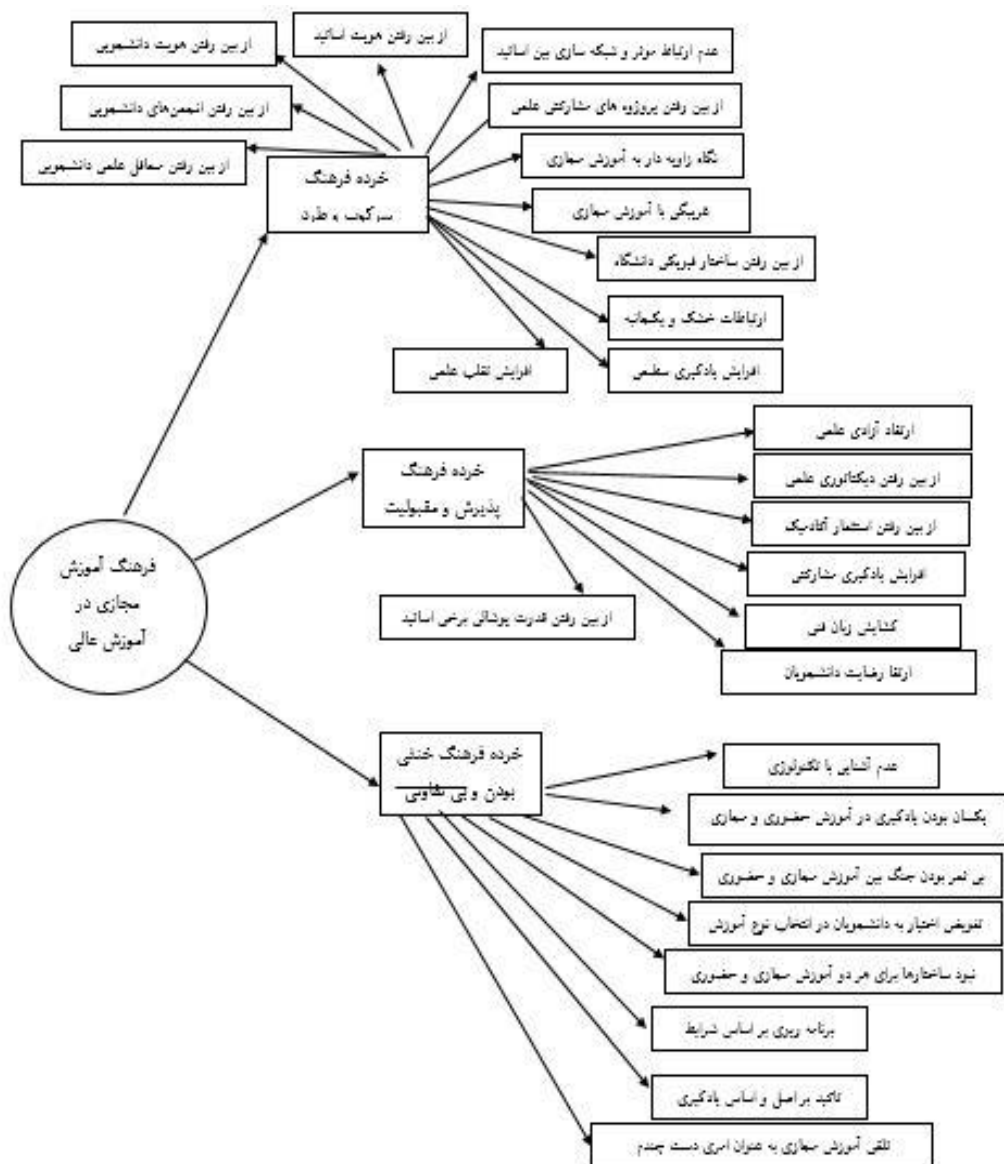 از بین رفتن هویت اساتید
از بین رفتن هویت دانشجویی
عدم ارتباط موثر و شبکه سازی بین اساتید
از بین رفتن انجمن‌های دانشجویی
از بین رفتن پروژوه های مشارکتی علمی
از بین رفتن محافل علمی دانشجویی
نگاه زاویه دار به آموزش مجازی
خرده فرهنگ
سرکوب و طرد
غریبگی با آموزش مجازی
از بین رفتن ساختار فیزیکی دانشگاه
ارتباطات خشک و یکجانبه
افزایش یادگیری سطحی
افزایش تقلب علمی
خرده فرهنگ
پذیرش و مقبولیت
ارتقاء آزادی علمی
از بین رفتن دیکتاتوری علمی
از بین رفتن استثمار آکادمیک
افزایش یادگیری مشارکتی
گشایش زبان فنی
ارتقا رضایت دانشجویان
از بین رفتن قدرت پوشالی برخی اساتید
فرهنگ آموزش
مجازی در
آموزش عالی
خرده فرهنگ خنثی
بودن و بی تفاوتی
عدم آشنایی با تکنولوژی
یکسان بودن یادگیری در آموزش حضوری و مجازی
بی ثمر بودن جنگ بین آموزش مجازی و حضوری
تفویض اختیار به دانشجویان در انتخاب نوع آموزش
نبود ساختارها برای هر دو آموزش مجازی و حضوری
برنامه ریزی بر اساس شرایط
تاکید بر اصل و اساس یادگیری
تلقی آموزش مجازی به عنوان امری دست چندم